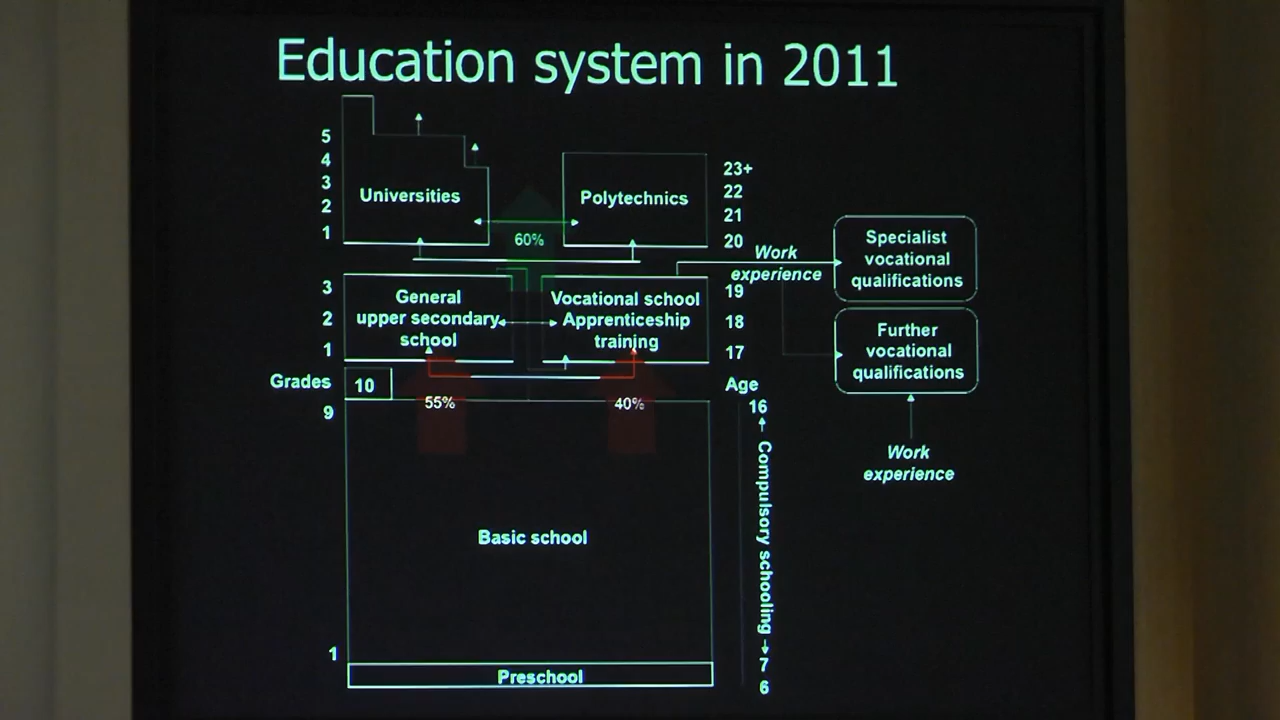 Education system in 2011
5
4
3
2
1
Universities
Polytechnics
23+
22
21
20
60%
Work
experience
Specialist
vocational
qualifications
3
2
1
General
upper secondary
school
Vocational school
Apprenticeship
training
19
18
17
Further
vocational
qualifications
Grades
10
Age
9
55%
40%
16
Compulsory schooling
Work
experience
Basic school
1
7
Preschool
6